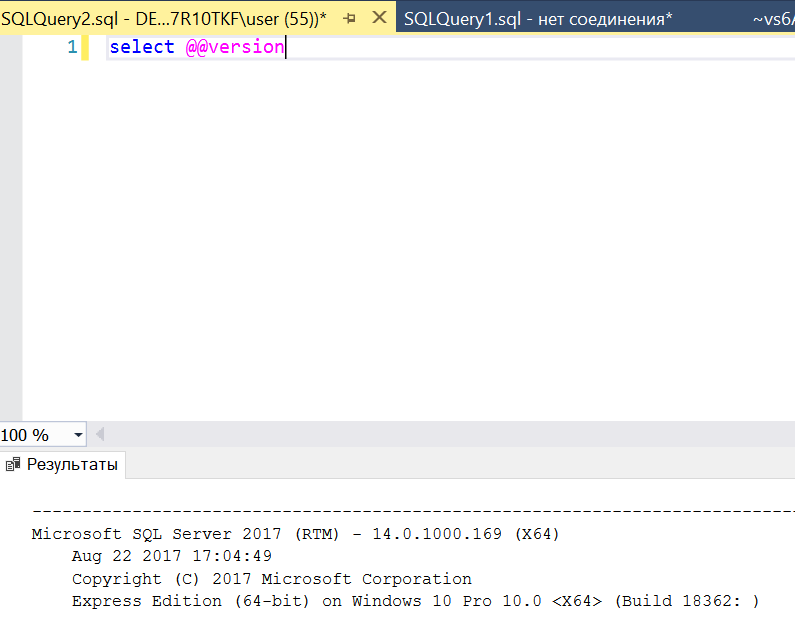 SQLQuery2.sql - DE...7R10TKF\user (55))* SQLQuery1.sql - нет соединения* ~vs6/
1 select @@version
100 %
Результаты
--------------------------------------------------------------------------------
Microsoft SQL Server 2017 (RTM) - 14.0.1000.169 (X64)
Aug 22 2017 17:04:49
Copyright (C) 2017 Microsoft Corporation
Express Edition (64-bit) on Windows 10 Pro 10.0 <X64> (Build 18362: )